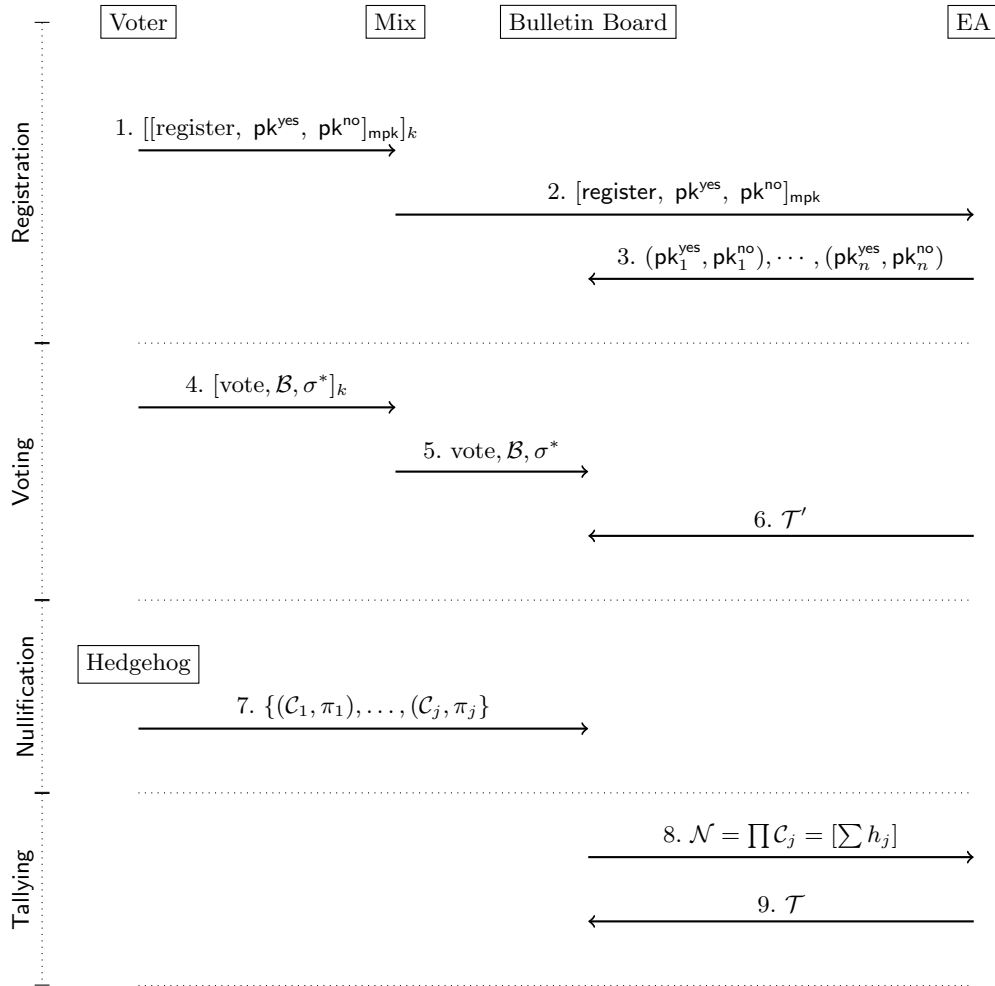 Voter Mix Bulletin Board EA
Registration
1. [[register, pk^yes, pk^no]_mpk]_k
2. [register, pk^yes, pk^no]_mpk
3. (pk_1^yes, pk_1^no), ⋯ , (pk_n^yes, pk_n^no)
Voting
4. [vote, ℬ, σ*]_k
5. vote, ℬ, σ*
6. 𝒯′
Nullification
Hedgehog
7. {(𝒞_1, π_1), …, (𝒞_j, π_j}
Tallying
8. 𝒩 = ∏ 𝒞_j = [∑ h_j]
9. 𝒯